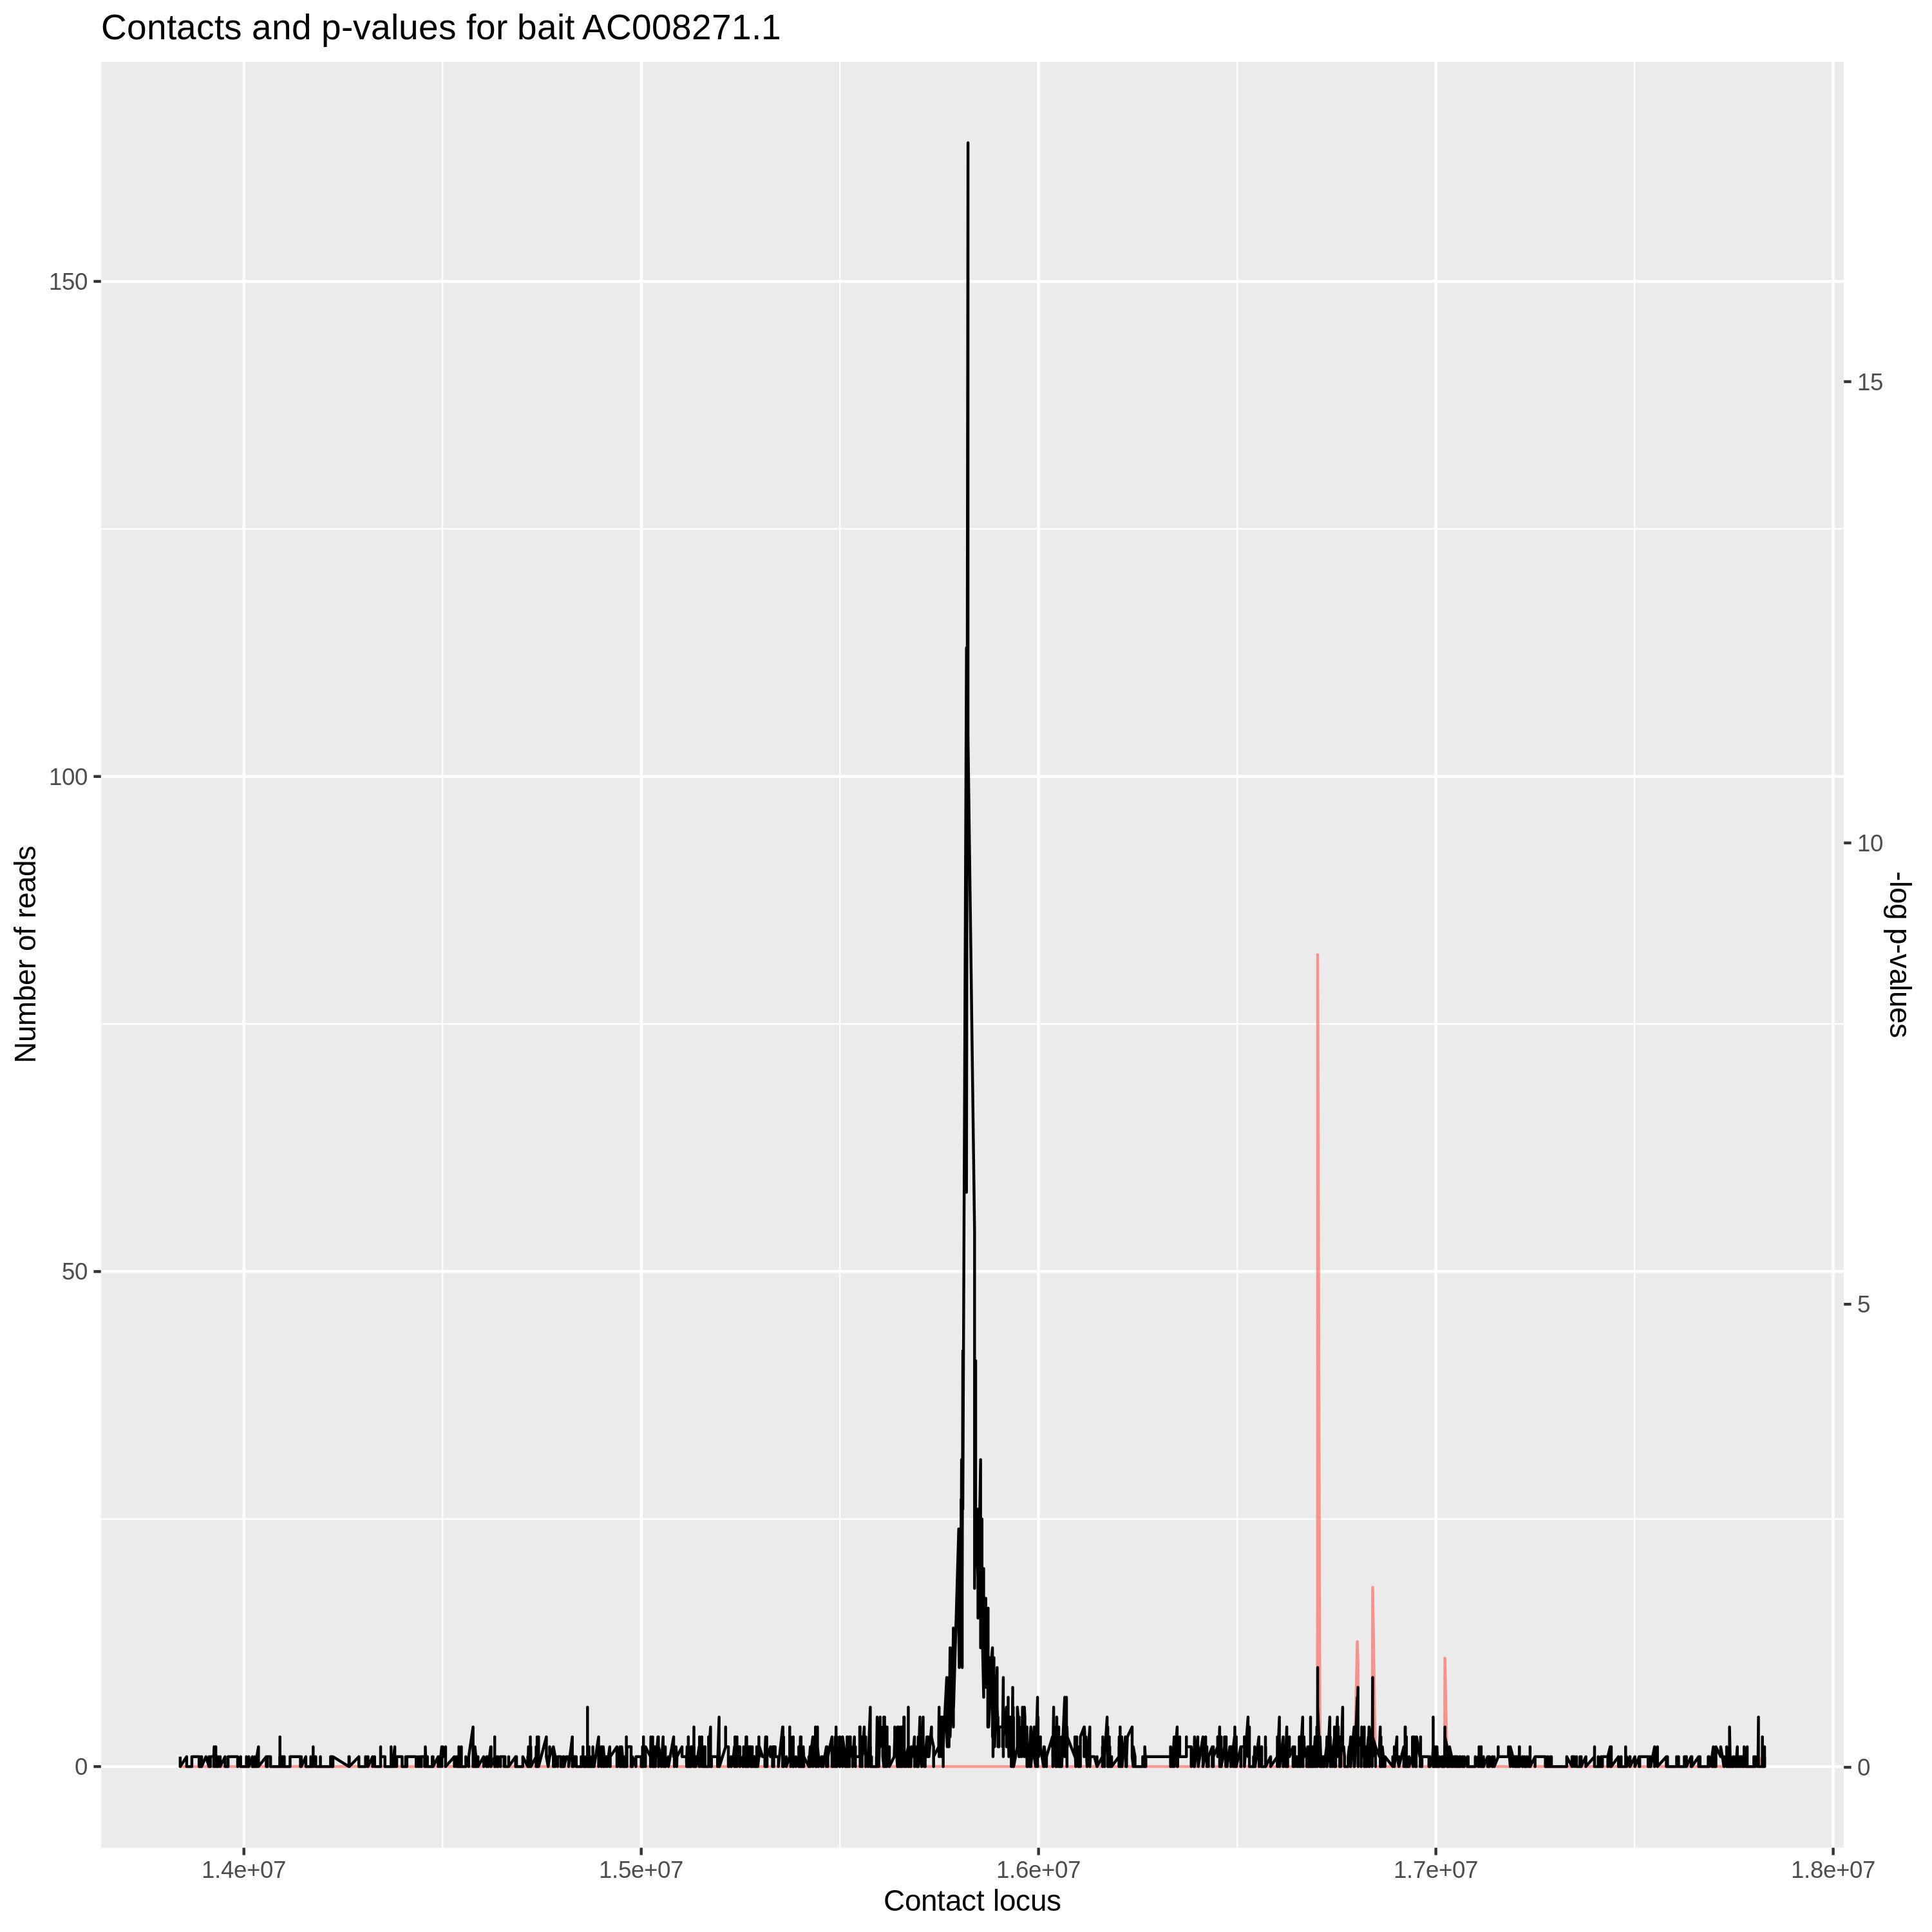 Contacts and p-values for bait AC008271.1
150
100
50
0
Number of reads
15
10
5
0
-log p-values
1.4e+07
1.5e+07
1.6e+07
1.7e+07
1.8e+07
Contact locus